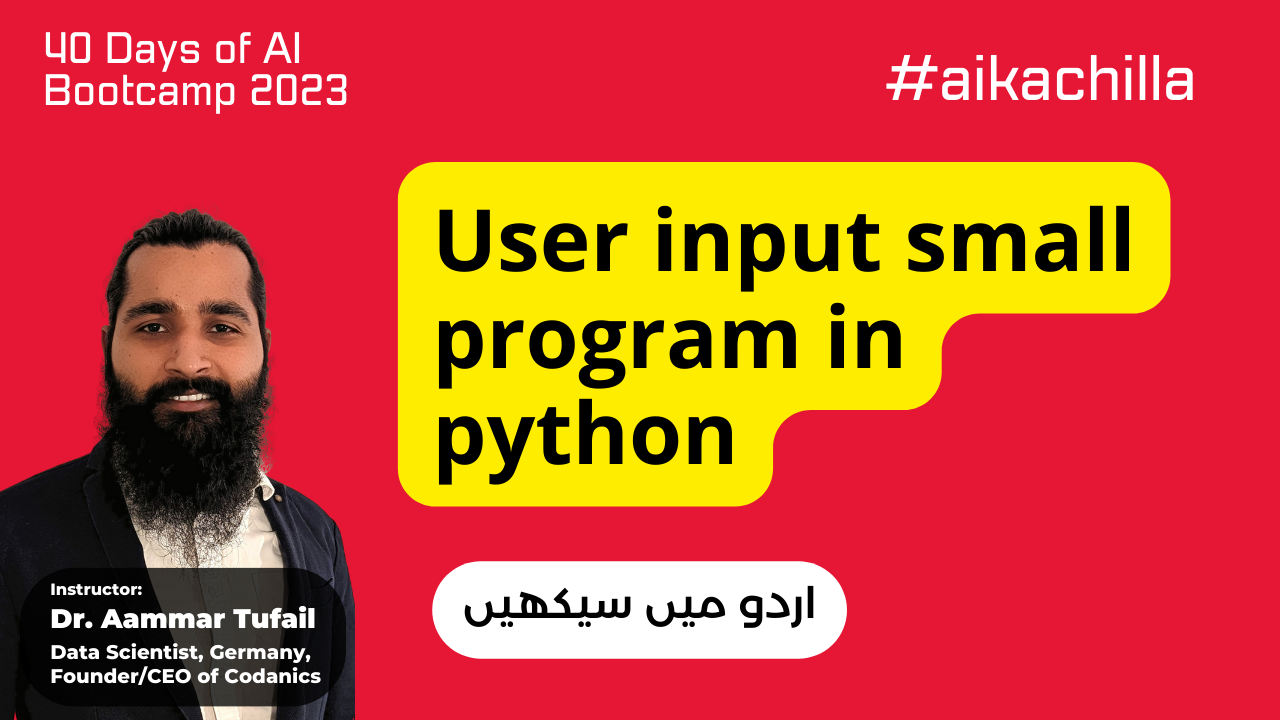 40 Days of AI
Bootcamp 2023
#aikachilla
User input small
program in
python
اردو میں سیکھیں
Instructor:
Dr. Aammar Tufail
Data Scientist, Germany,
Founder/CEO of Codanics